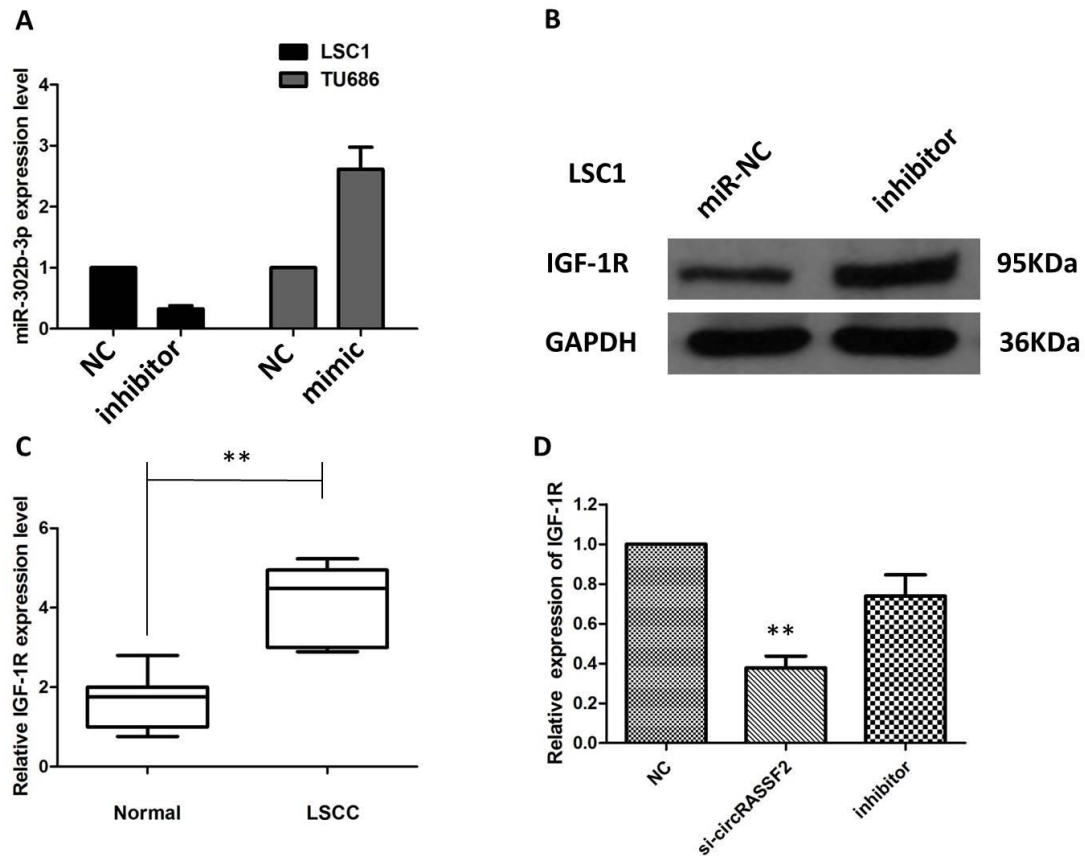 A
LSC1
TU686
miR-302b-3p expression level
4
3
2
1
0
NC
inhibitor
NC
mimic
B
LSC1
miR-NC
inhibitor
IGF-1R
95KDa
GAPDH
36KDa
C
**
Relative IGF-1R expression level
6
4
2
0
Normal
LSCC
D
Relative expression of IGF-1R
1.2
1.0
0.8
0.6
0.4
0.2
0.0
**
NC
si-circRASSF2
inhibitor